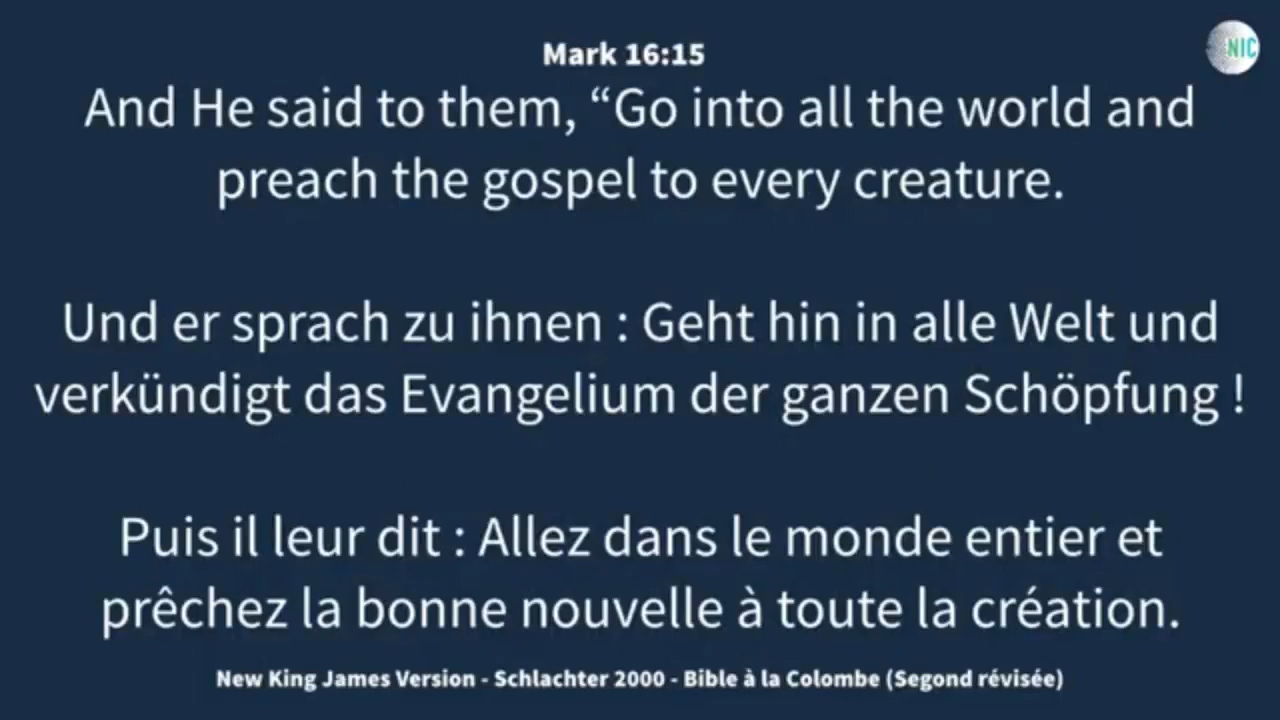 Mark 16:15
NIC
And He said to them, “Go into all the world and
preach the gospel to every creature.
Und er sprach zu ihnen : Geht hin in alle Welt und
verkündigt das Evangelium der ganzen Schöpfung !
Puis il leur dit : Allez dans le monde entier et
prêchez la bonne nouvelle à toute la création.
New King James Version - Schlachter 2000 - Bible à la Colombe (Segond révisée)